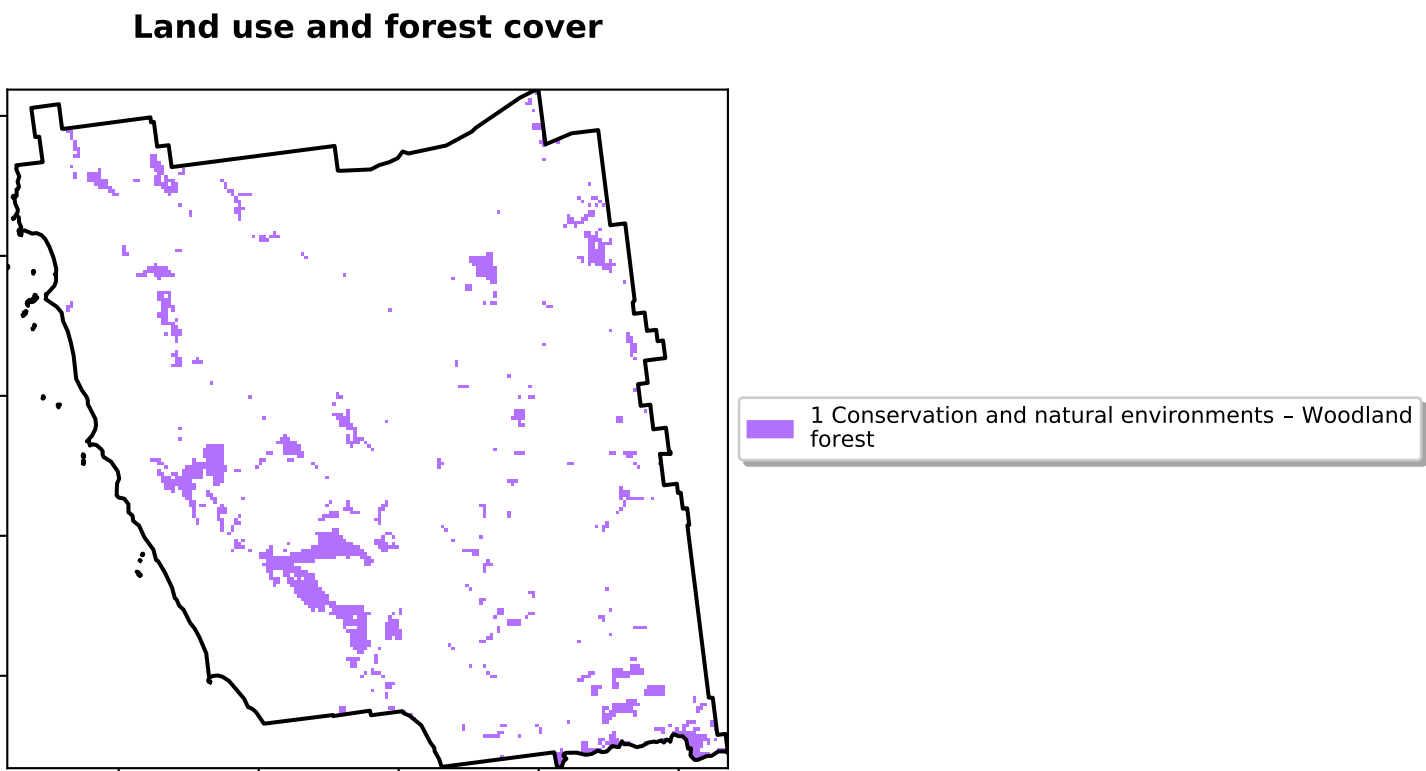 Land use and forest cover
1 Conservation and natural environments – Woodland
forest